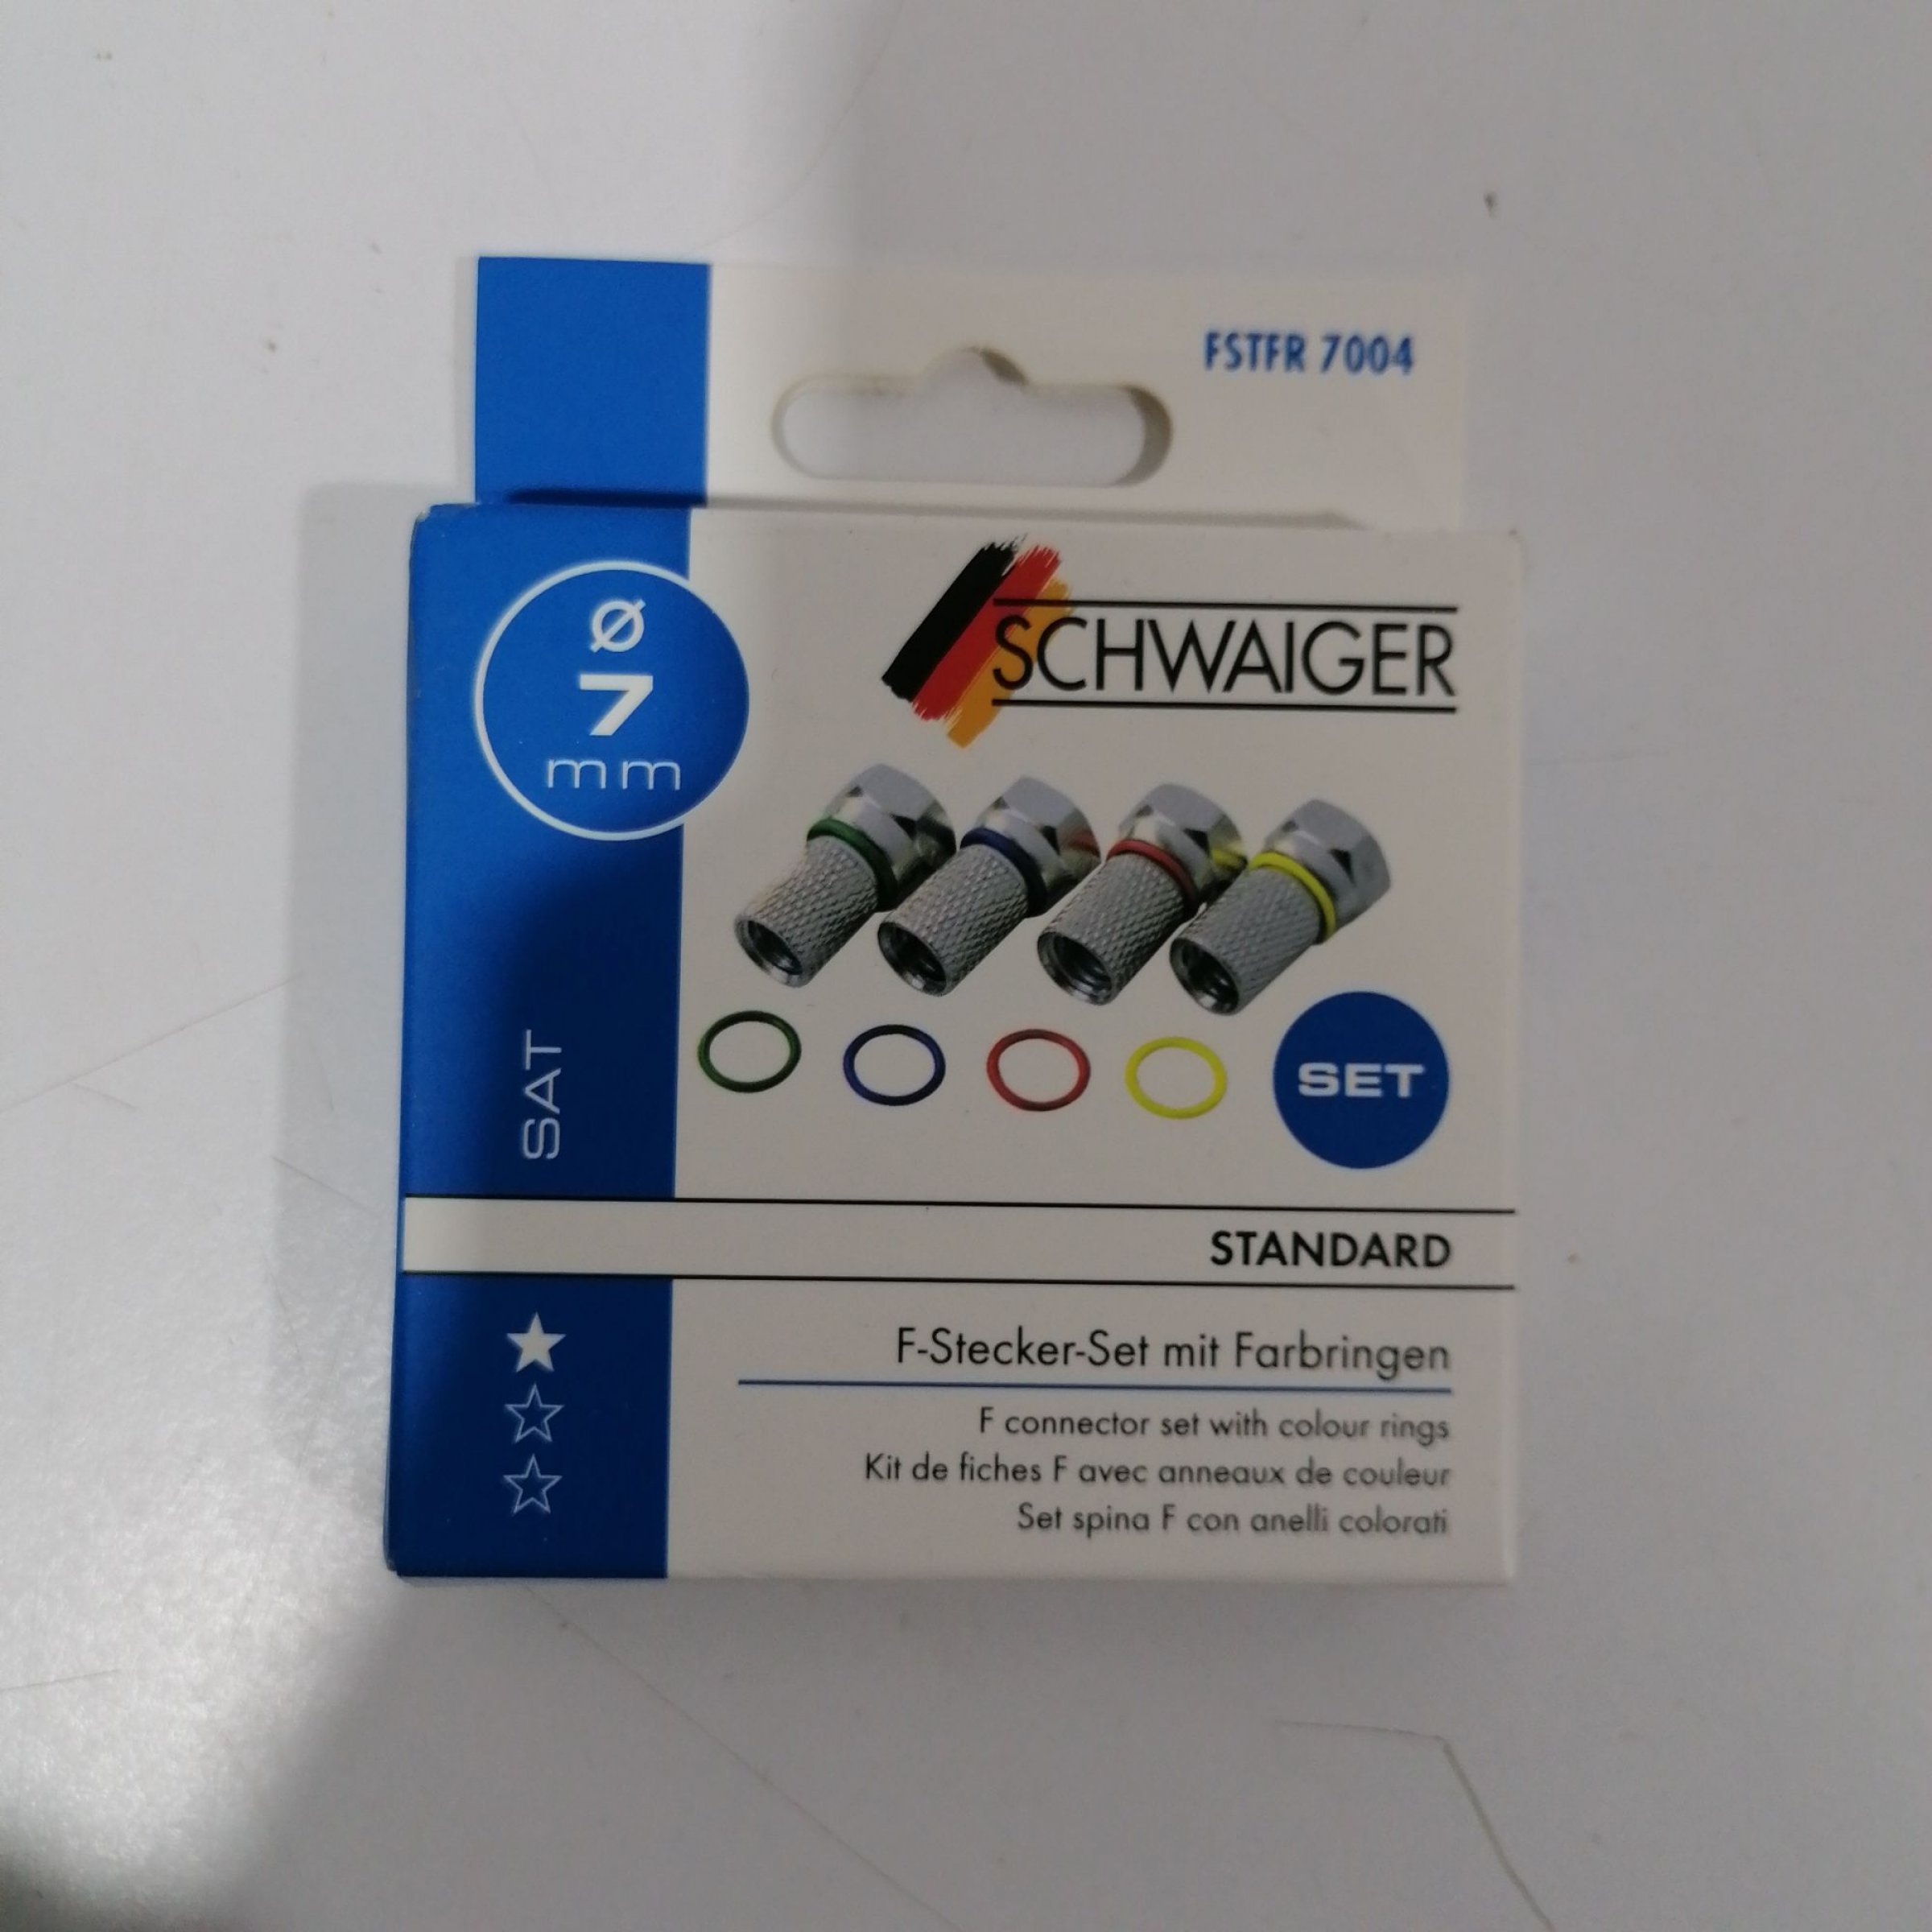 FSTFR 7004
Ø
7
mm
SCHWAIGER
SAT
SET
STANDARD
F-Stecker-Set mit Farbringen
F connector set with colour rings
Kit de fiches F avec anneaux de couleur
Set spina F con anelli colorati